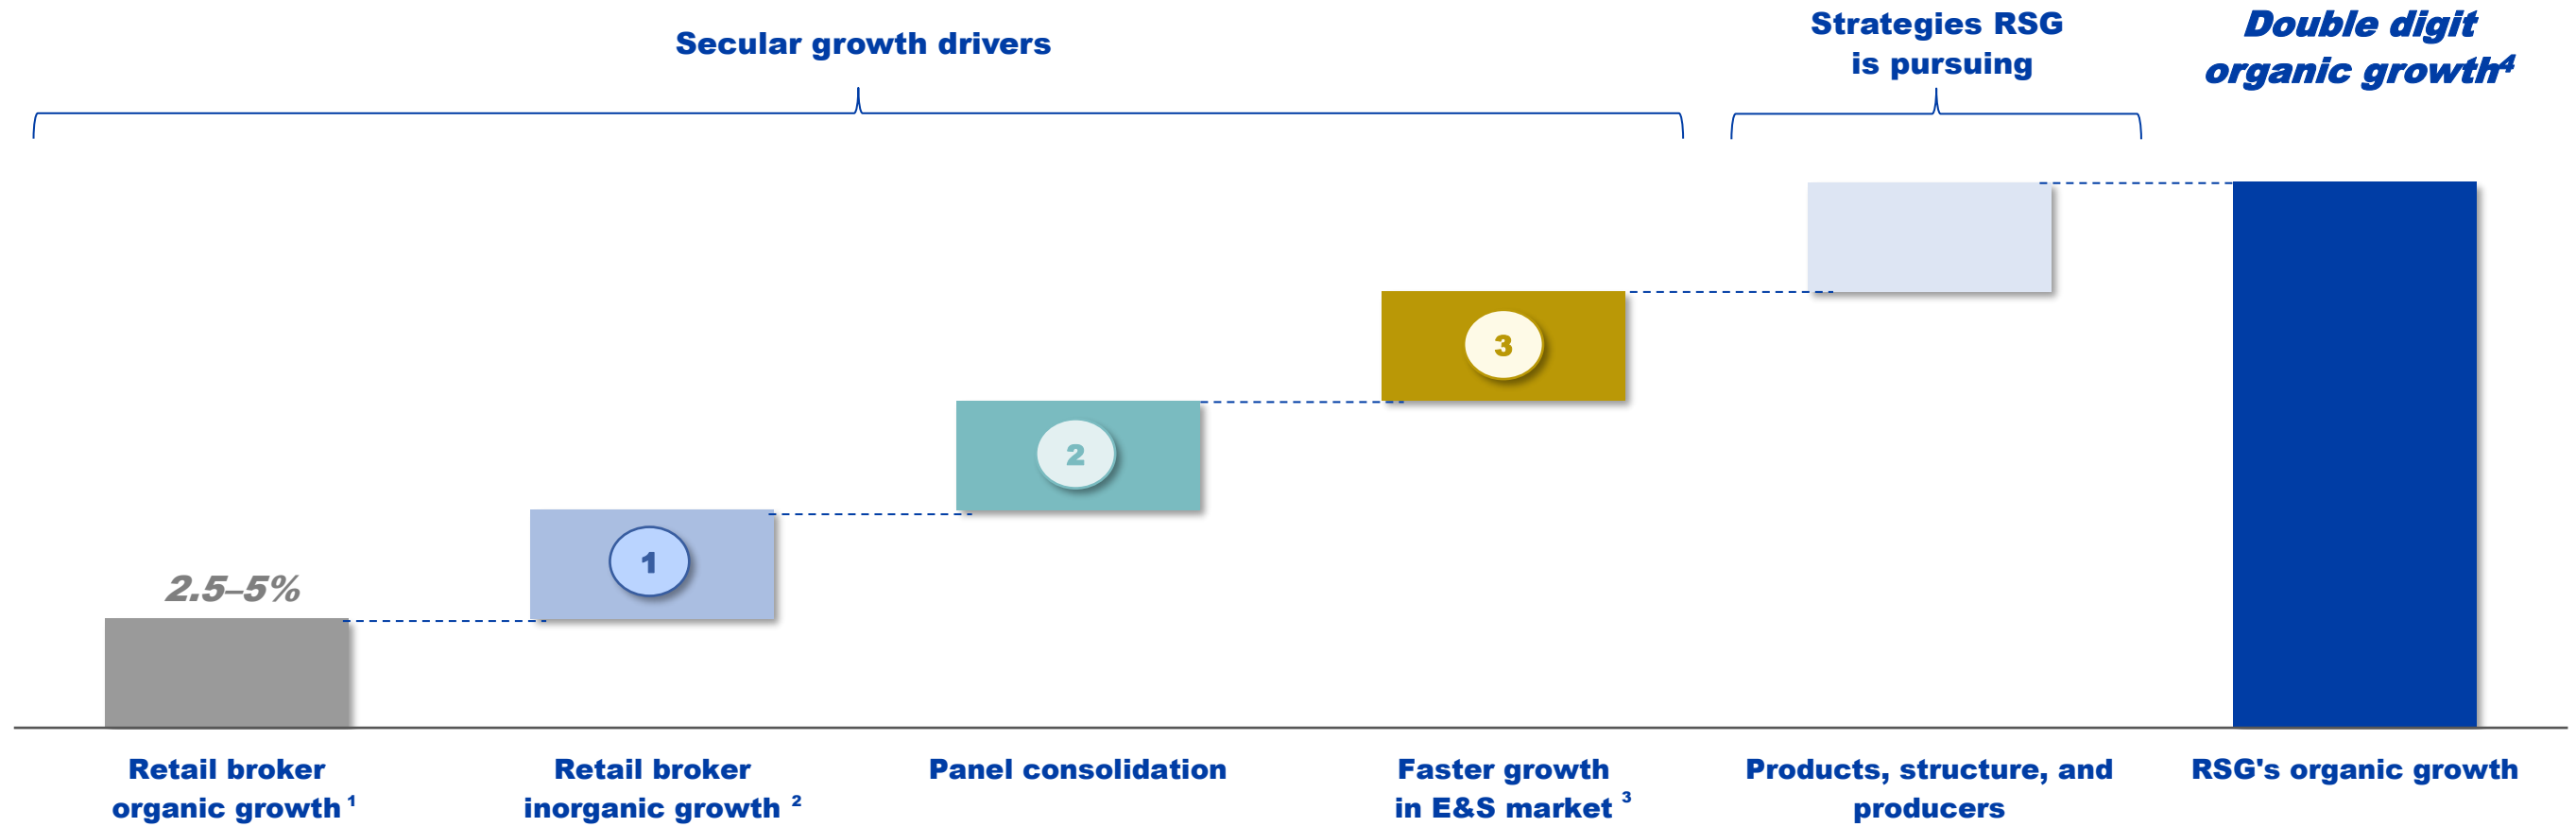 Secular growth drivers
Strategies RSG
is pursuing
Double digit
organic growth4
3
2
1
2.5–5%
Retail broker
organic growth 1
Retail broker
inorganic growth 2
Panel consolidation
Faster growth
in E&S market 3
Products, structure, and
producers
RSG's organic growth